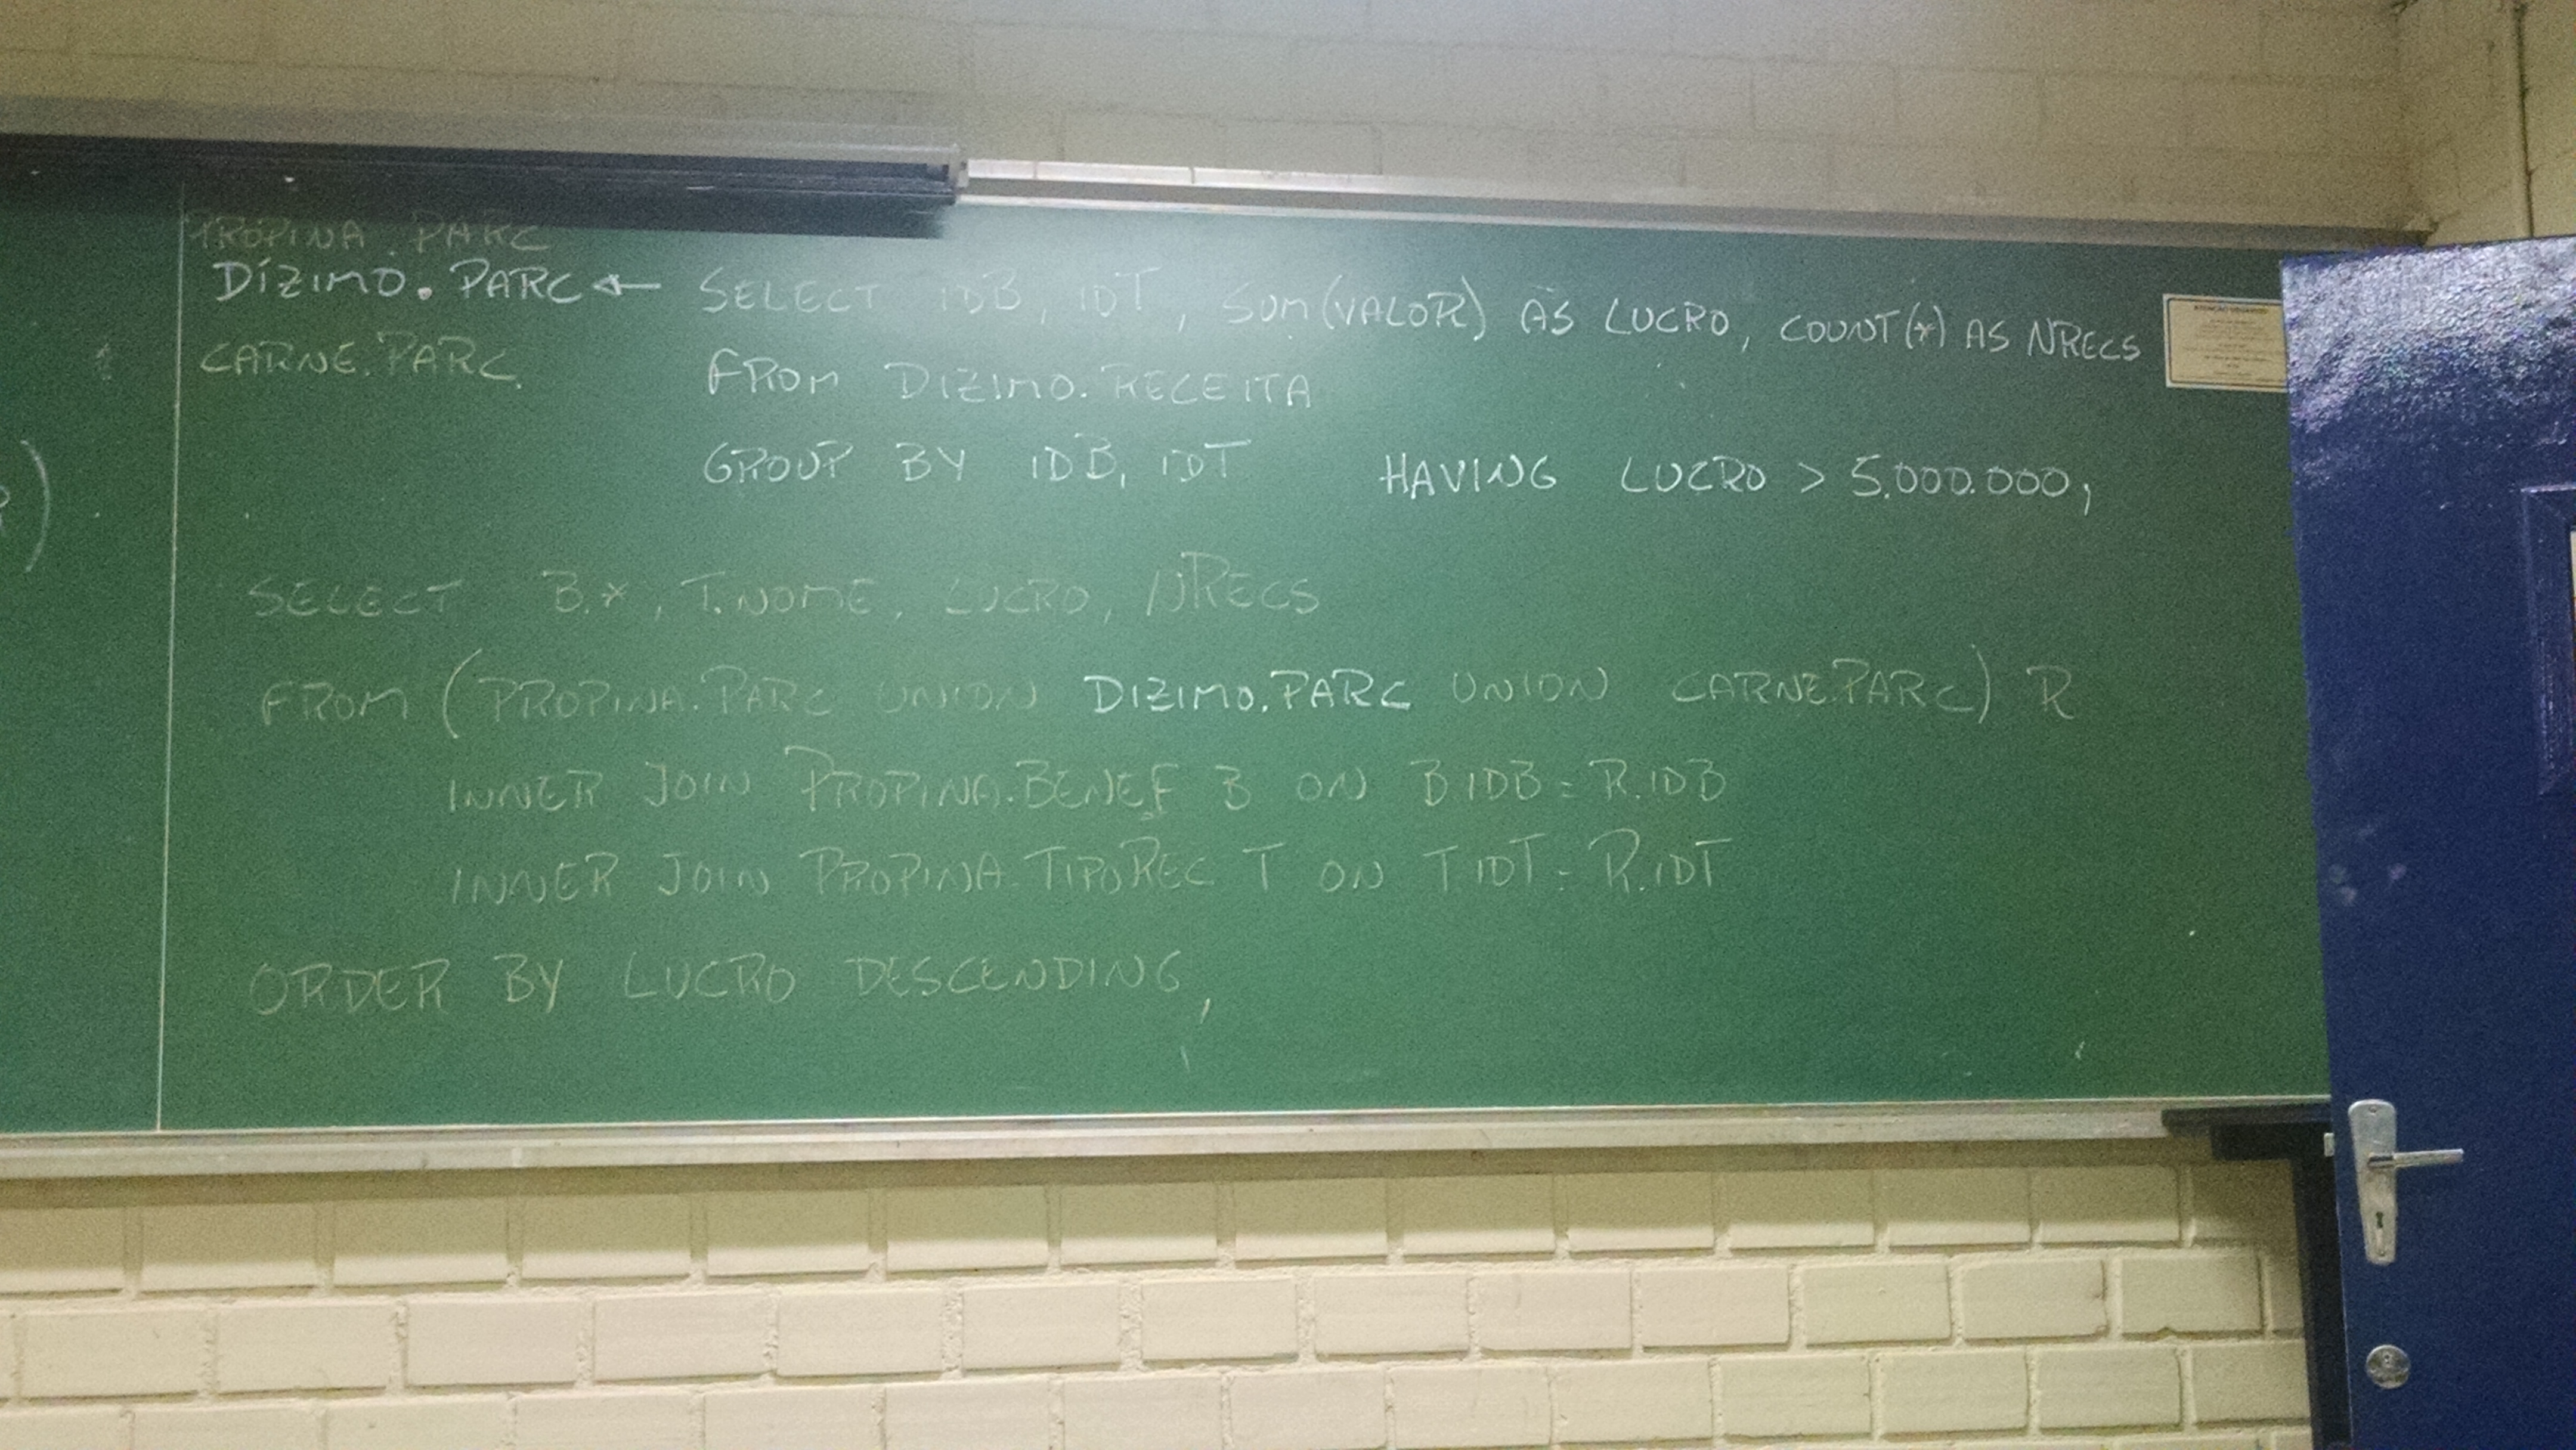 PROPINA.PARC
DÍZIMO.PARC ← SELECT IDB, IDT, SUM(VALOR) AS LUCRO, COUNT(*) AS NRECS
CARNE.PARC
FROM DIZIMO.RECEITA
GROUP BY IDB, IDT HAVING LUCRO > 5.000.000;
SELECT B.*, T.NOME, LUCRO, NRECS
FROM (PROPINA.PARC UNION DIZIMO.PARC UNION CARNE.PARC) R
INNER JOIN PROPINA.BENEF B ON B.IDB = R.IDB
INNER JOIN PROPINA.TIPOREC T ON T.IDT = R.IDT
ORDER BY LUCRO DESCENDING;